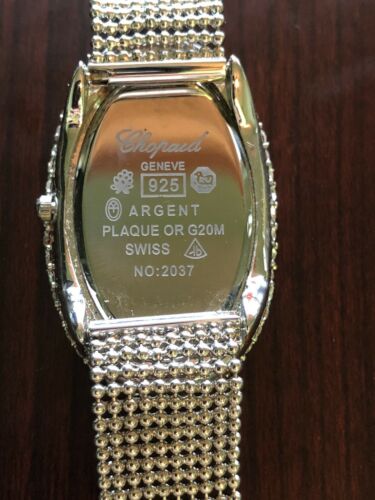 Chopard
GENEVE
925
ARGENT
PLAQUE OR G20M
SWISS
NO:2037